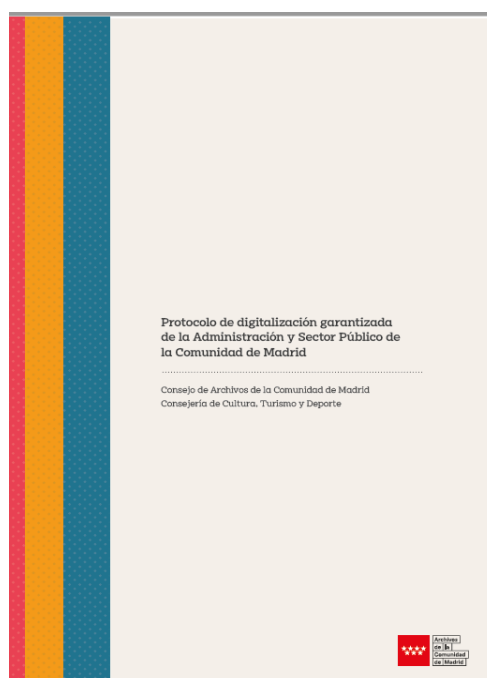 Protocolo de digitalización garantizada
de la Administración y Sector Público de
la Comunidad de Madrid
Consejo de Archivos de la Comunidad de Madrid
Consejería de Cultura, Turismo y Deporte
Archivos
de la
Comunidad
de Madrid